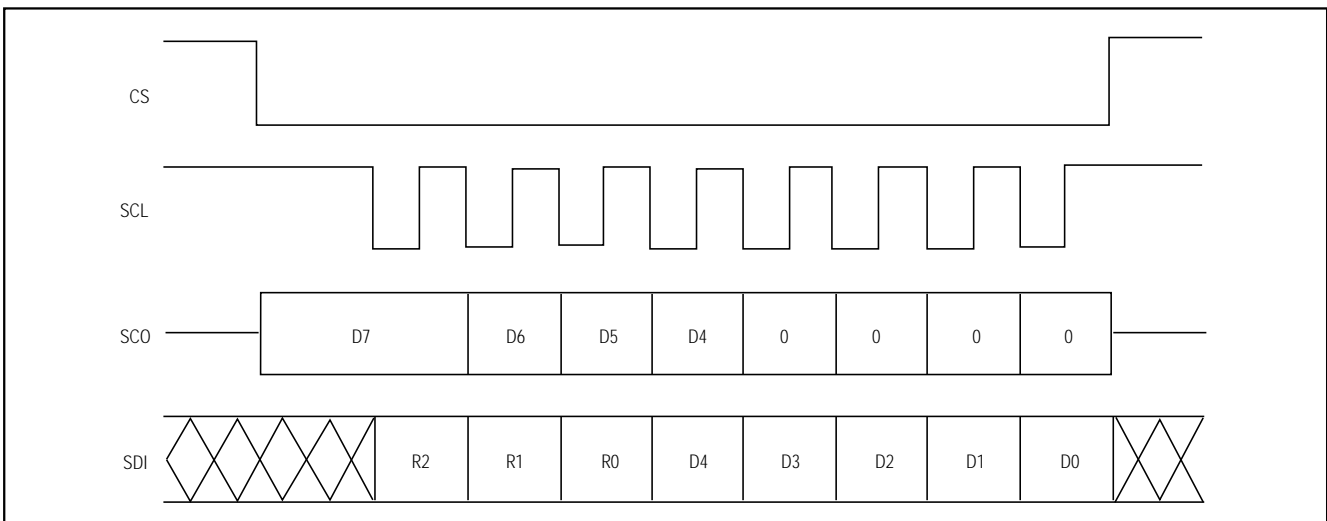 CS
SCL
SCO D7 D6 D5 D4 0 0 0 0
SDI R2 R1 R0 D4 D3 D2 D1 D0